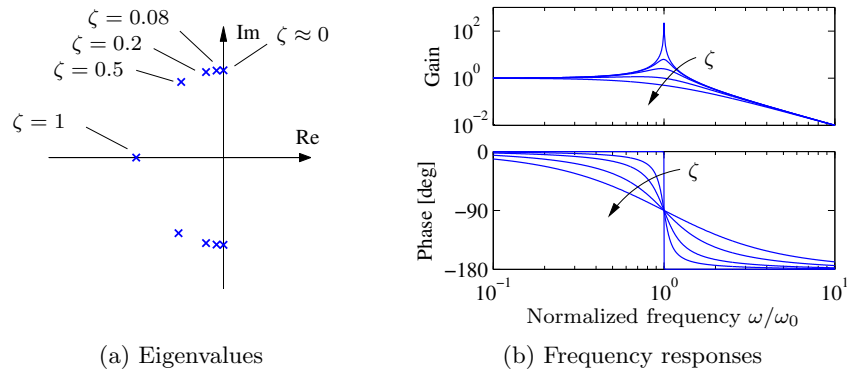 ζ = 0.08
ζ = 0.2
ζ = 0.5
ζ = 1
Im
ζ ≈ 0
Re
(a) Eigenvalues
Gain
10^2
10^0
10^−2
ζ
Phase [deg]
0
−90
−180
ζ
10^−1
10^0
10^1
Normalized frequency ω/ω_0
(b) Frequency responses